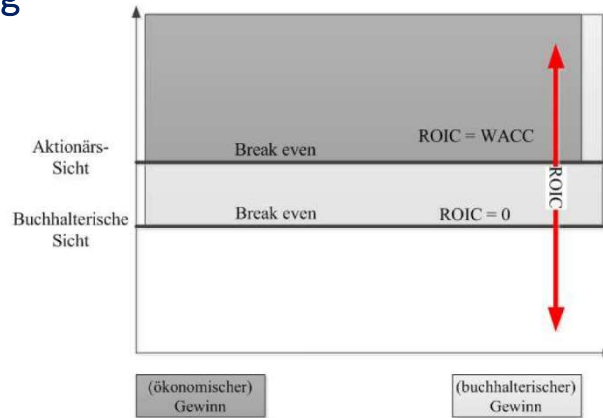 g
ROIC = WACC
Aktionärs-
Sicht
Break even
ROIC
Buchhalterische
Sicht
Break even
ROIC = 0
(ökonomischer)
Gewinn
(buchhalterischer)
Gewinn